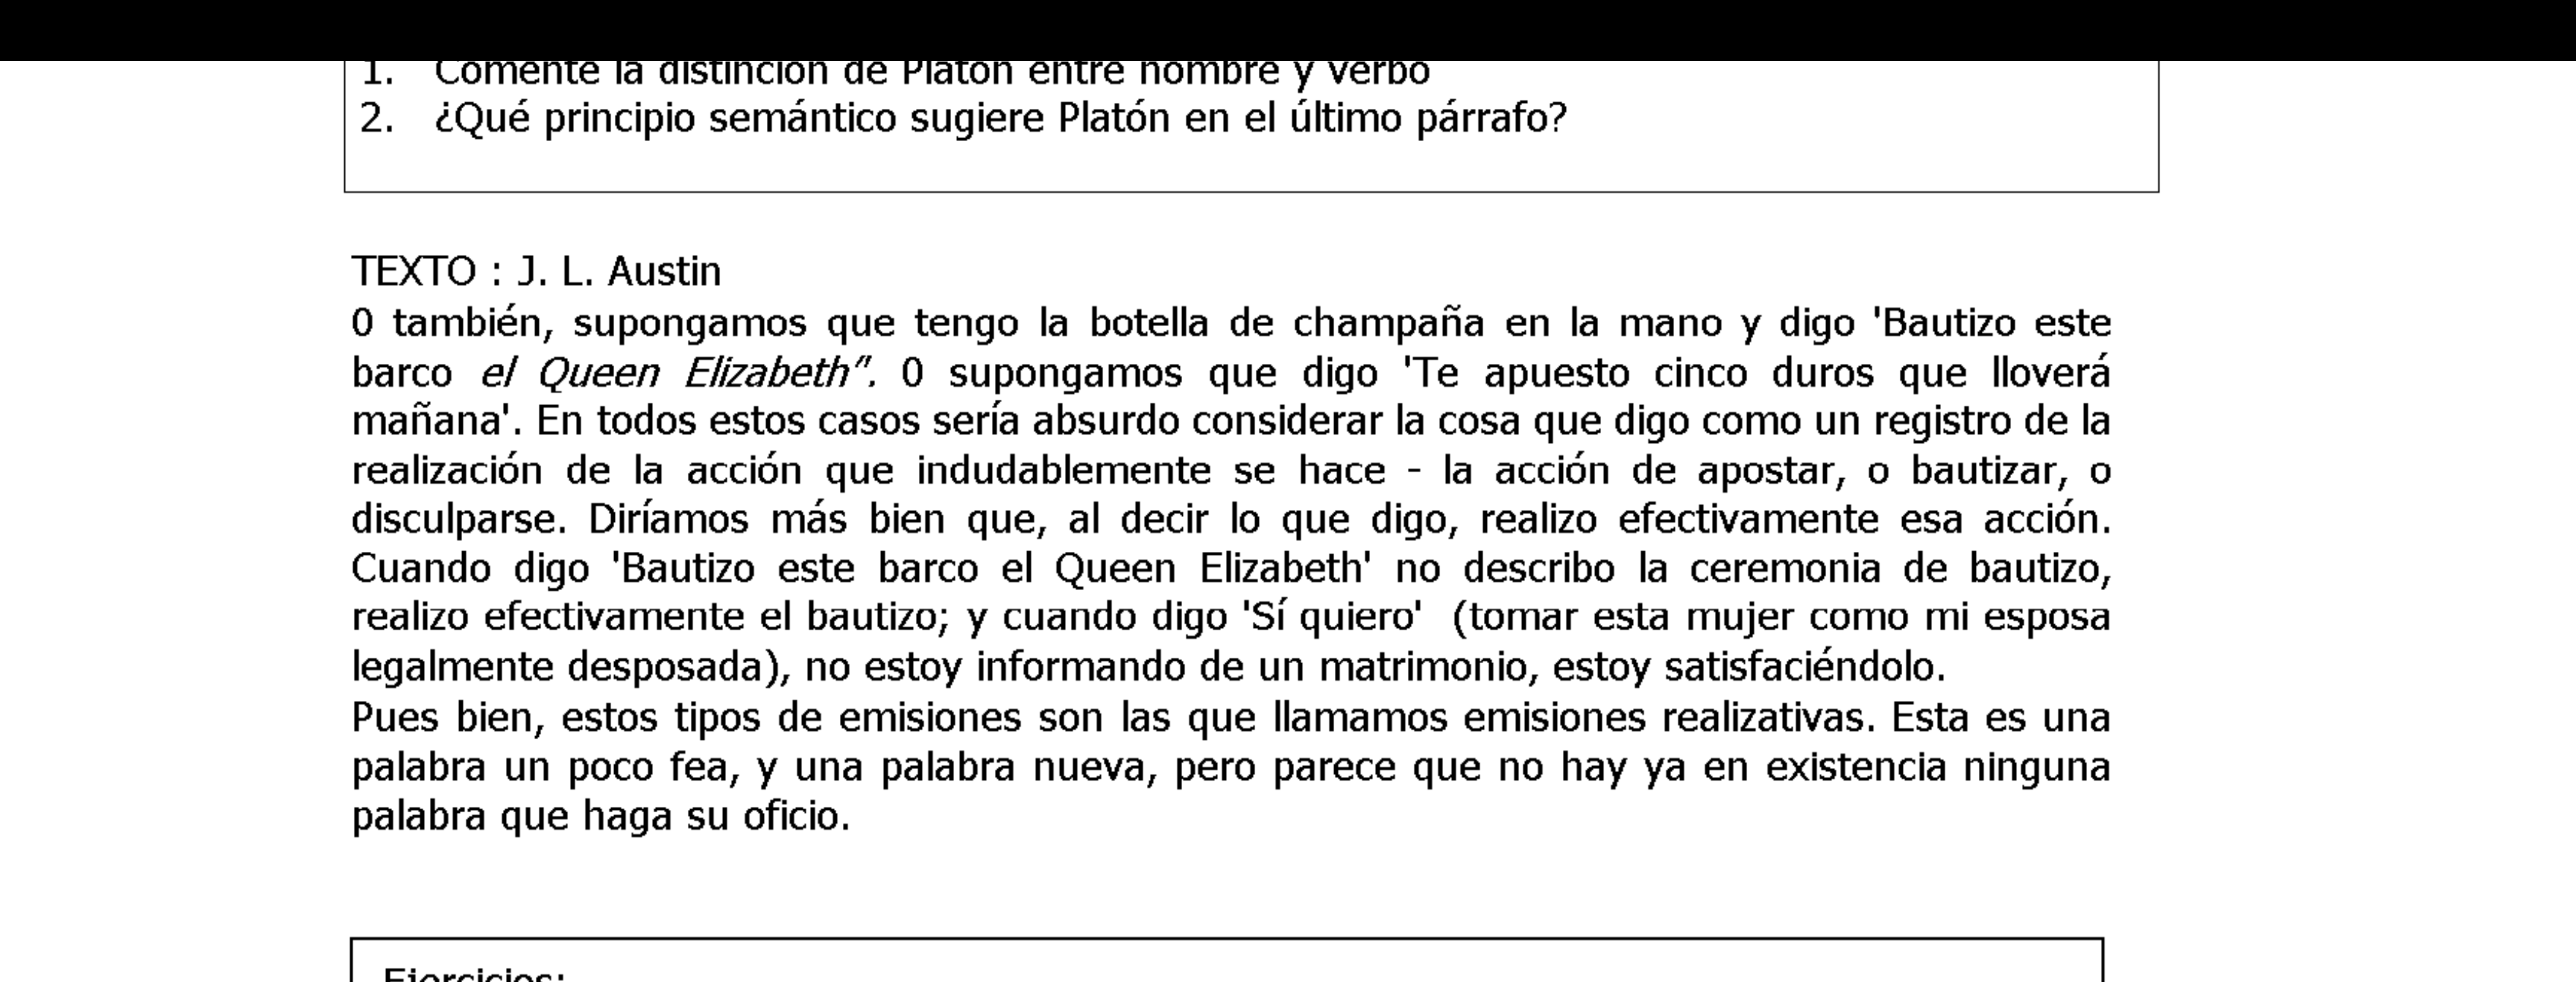 1. Comente la distinción de Platón entre nombre y verbo
2. ¿Qué principio semántico sugiere Platón en el último párrafo?
TEXTO : J. L. Austin
0 también, supongamos que tengo la botella de champaña en la mano y digo 'Bautizo este
barco el Queen Elizabeth". 0 supongamos que digo 'Te apuesto cinco duros que lloverá
mañana'. En todos estos casos sería absurdo considerar la cosa que digo como un registro de la
realización de la acción que indudablemente se hace - la acción de apostar, o bautizar, o
disculparse. Diríamos más bien que, al decir lo que digo, realizo efectivamente esa acción.
Cuando digo 'Bautizo este barco el Queen Elizabeth' no describo la ceremonia de bautizo,
realizo efectivamente el bautizo; y cuando digo 'Sí quiero' (tomar esta mujer como mi esposa
legalmente desposada), no estoy informando de un matrimonio, estoy satisfaciéndolo.
Pues bien, estos tipos de emisiones son las que llamamos emisiones realizativas. Esta es una
palabra un poco fea, y una palabra nueva, pero parece que no hay ya en existencia ninguna
palabra que haga su oficio.
Ejercicios: